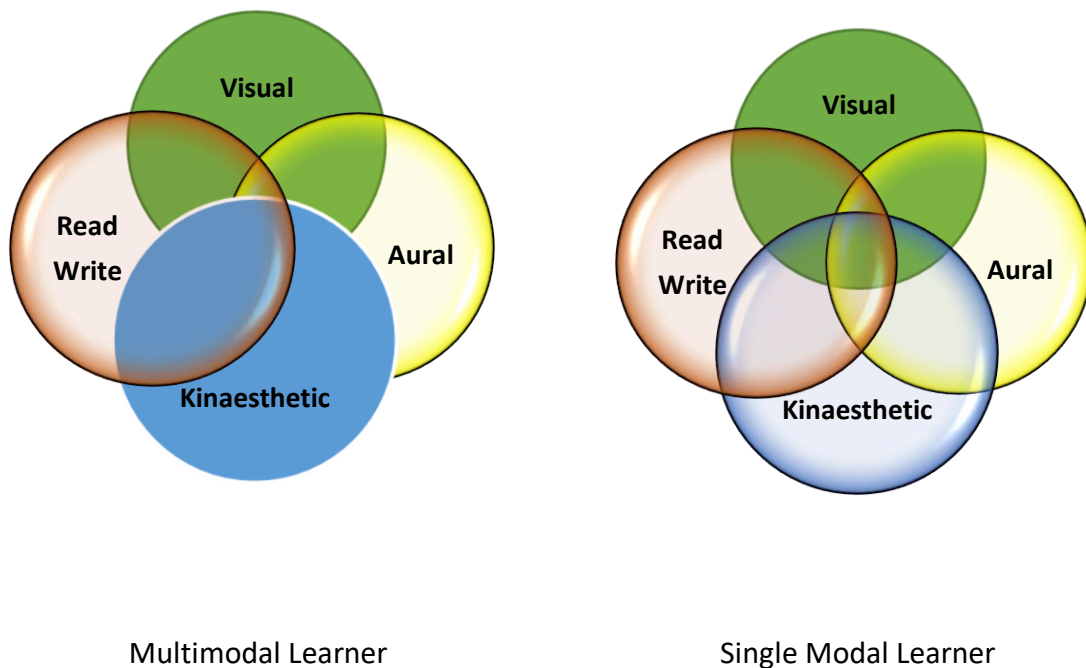 Visual
Read
Write
Aural
Kinaesthetic
Multimodal Learner
Visual
Read
Write
Aural
Kinaesthetic
Single Modal Learner